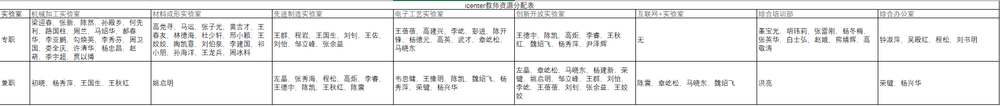 icenter教师资源分配表
实验室
机械加工实验室
材料成形实验室
先进制造实验室
电子工艺实验室
创新开放实验室
互联网+实验室
综合培训部
综合办公室
专职
梁迎春、张新、陈然、孙殿乡、何先
利、路国柱、周兰、马绍华、郝春
华、李亚鹏、勾焕英、李秀芬、周卫
国、娄全庆、许清华、杨忠昌、赵
萌、季宇超、贾以博
高党寻、马运、张子光、黄吉才、王
春友、林德海、杜少轩、邢小颖、王
姣姣、陶凯意、刘伯泉、李建国、祁
小朋、孙海洋、王龙兵、周冰科
王群、程岩、王国生、刘钊、王佐、
刘怡、邹立峰、张余益
王蓓蓓、高建兴、李屹、彭进、陈开
锋、杨德元、高英、武才、章屹松、
马晓东
王德宇、陈凯、高炬、李睿、王秋
红、魏绍飞、杨秀萍、尹泽辉
无
董宝光、胡玮莉、张雷刚、杨冬梅、
张英华、白士弘、赵娥、熊婧辉、高
敬涛
钟淑萍、吴殿红、程松、刘书明
兼职
初晓、杨秀萍、王国生、王秋红
姚启明
左晶、张秀海、程松、高炬、李睿、
王德宇、陈凯、王秋红、陈震
韦思健、王豫明、陈凯、魏绍飞、杨
秀萍、荣键、杨兴华
左晶、章屹松、马晓东、杨建新、荣
键、姚启明、邹立峰、王群、刘怡、
李屹、王蓓蓓、刘钊、张余益、王姣
姣
陈震、章屹松、马晓东、魏绍飞
洪亮
荣键、杨兴华